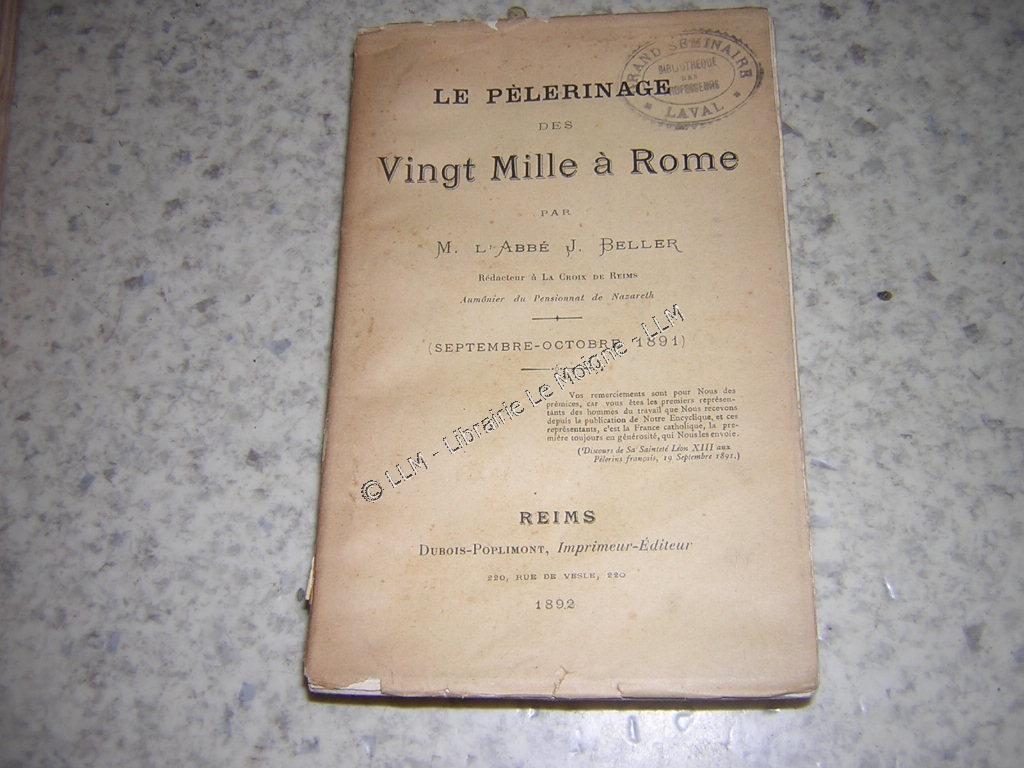 GRAND SÉMINAIRE
BIBLIOTHÈQUE
DES
PROFESSEURS
* LAVAL *
LE PÈLERINAGE
DES
Vingt Mille à Rome
PAR
M. L'ABBÉ J. BELLER
Rédacteur à LA CROIX DE REIMS
Aumônier du Pensionnat de Nazareth
(SEPTEMBRE-OCTOBRE 1891)
Vos remerciements sont pour Nous des
prémices, car vous êtes les premiers représen-
tants des hommes du travail que Nous recevons
depuis la publication de Notre Encyclique, et ces
représentants, c'est la France catholique, la pre-
mière toujours en générosité, qui Nous les envoie.
(Discours de Sa Sainteté Léon XIII aux
Pèlerins français, 19 Septembre 1891.)
© LLM - Librairie Le Moigne - LLM
REIMS
DUBOIS-POPLIMONT, Imprimeur-Éditeur
220, RUE DE VESLE, 220
1892